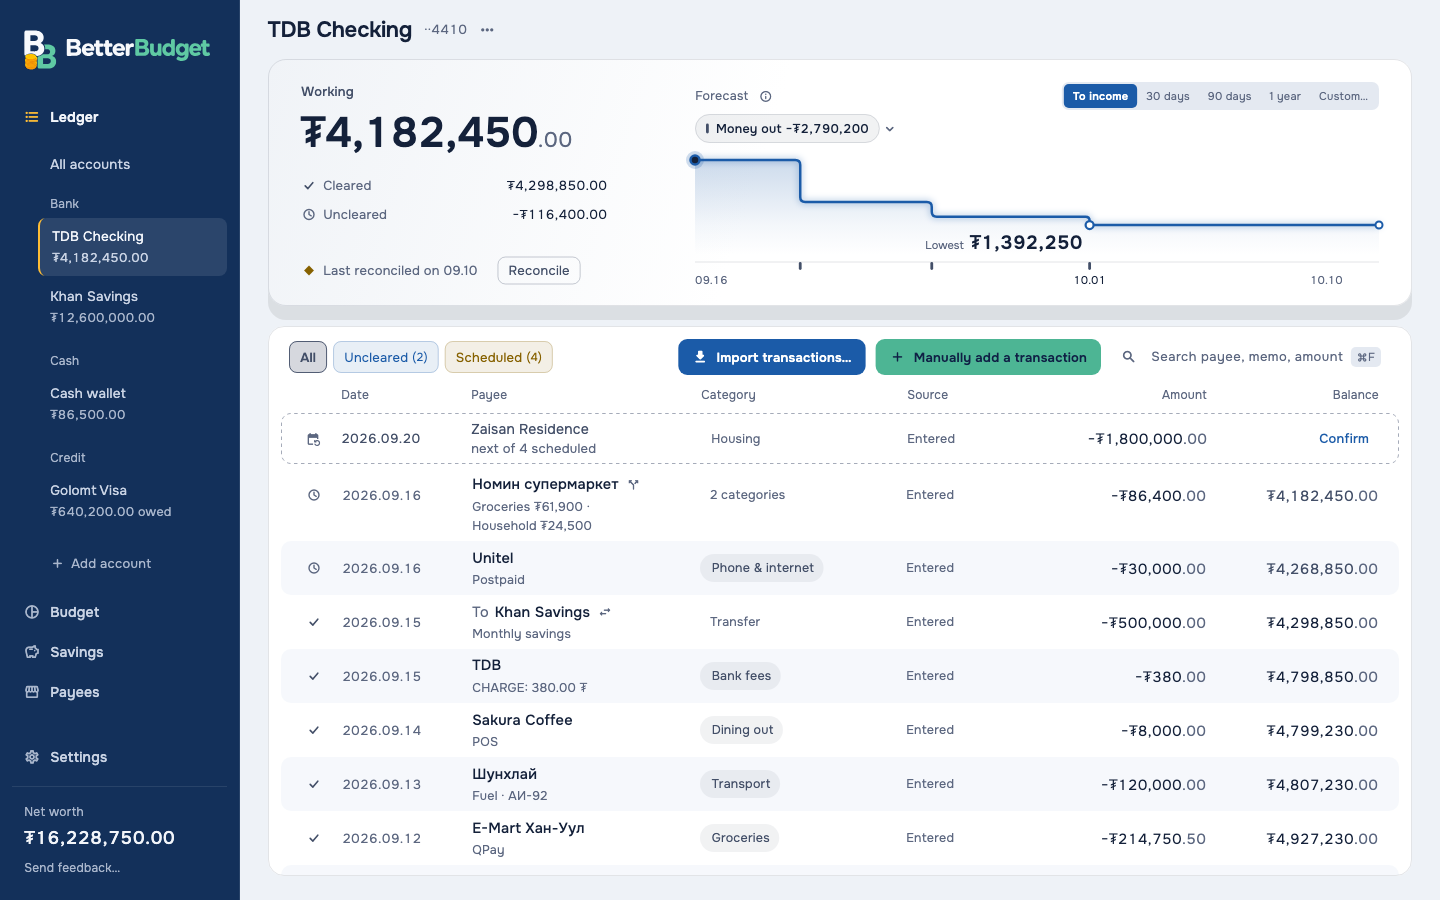 BetterBudget
Ledger
All accounts
Bank
TDB Checking
₮4,182,450.00
Khan Savings
₮12,600,000.00
Cash
Cash wallet
₮86,500.00
Credit
Golomt Visa
₮640,200.00 owed
+ Add account
Budget
Savings
Payees
Settings
Net worth
₮16,228,750.00
Send feedback...
TDB Checking ··4410 •••
Working
₮4,182,450.00
Cleared ₮4,298,850.00
Uncleared -₮116,400.00
Last reconciled on 09.10 Reconcile
Forecast
To income 30 days 90 days 1 year Custom...
Money out -₮2,790,200
Lowest ₮1,392,250
09.16 10.01 10.10
All Uncleared (2) Scheduled (4) Import transactions... + Manually add a transaction Search payee, memo, amount ⌘F
Date Payee Category Source Amount Balance
2026.09.20 Zaisan Residence Housing Entered -₮1,800,000.00 Confirm
next of 4 scheduled
2026.09.16 Номин супермаркет 2 categories Entered -₮86,400.00 ₮4,182,450.00
Groceries ₮61,900 ·
Household ₮24,500
2026.09.16 Unitel Phone & internet Entered -₮30,000.00 ₮4,268,850.00
Postpaid
2026.09.15 To Khan Savings Transfer Entered -₮500,000.00 ₮4,298,850.00
Monthly savings
2026.09.15 TDB Bank fees Entered -₮380.00 ₮4,798,850.00
CHARGE: 380.00 ₮
2026.09.14 Sakura Coffee Dining out Entered -₮8,000.00 ₮4,799,230.00
POS
2026.09.13 Шунхлай Transport Entered -₮120,000.00 ₮4,807,230.00
Fuel · АИ-92
2026.09.12 E-Mart Хан-Уул Groceries Entered -₮214,750.50 ₮4,927,230.00
QPay